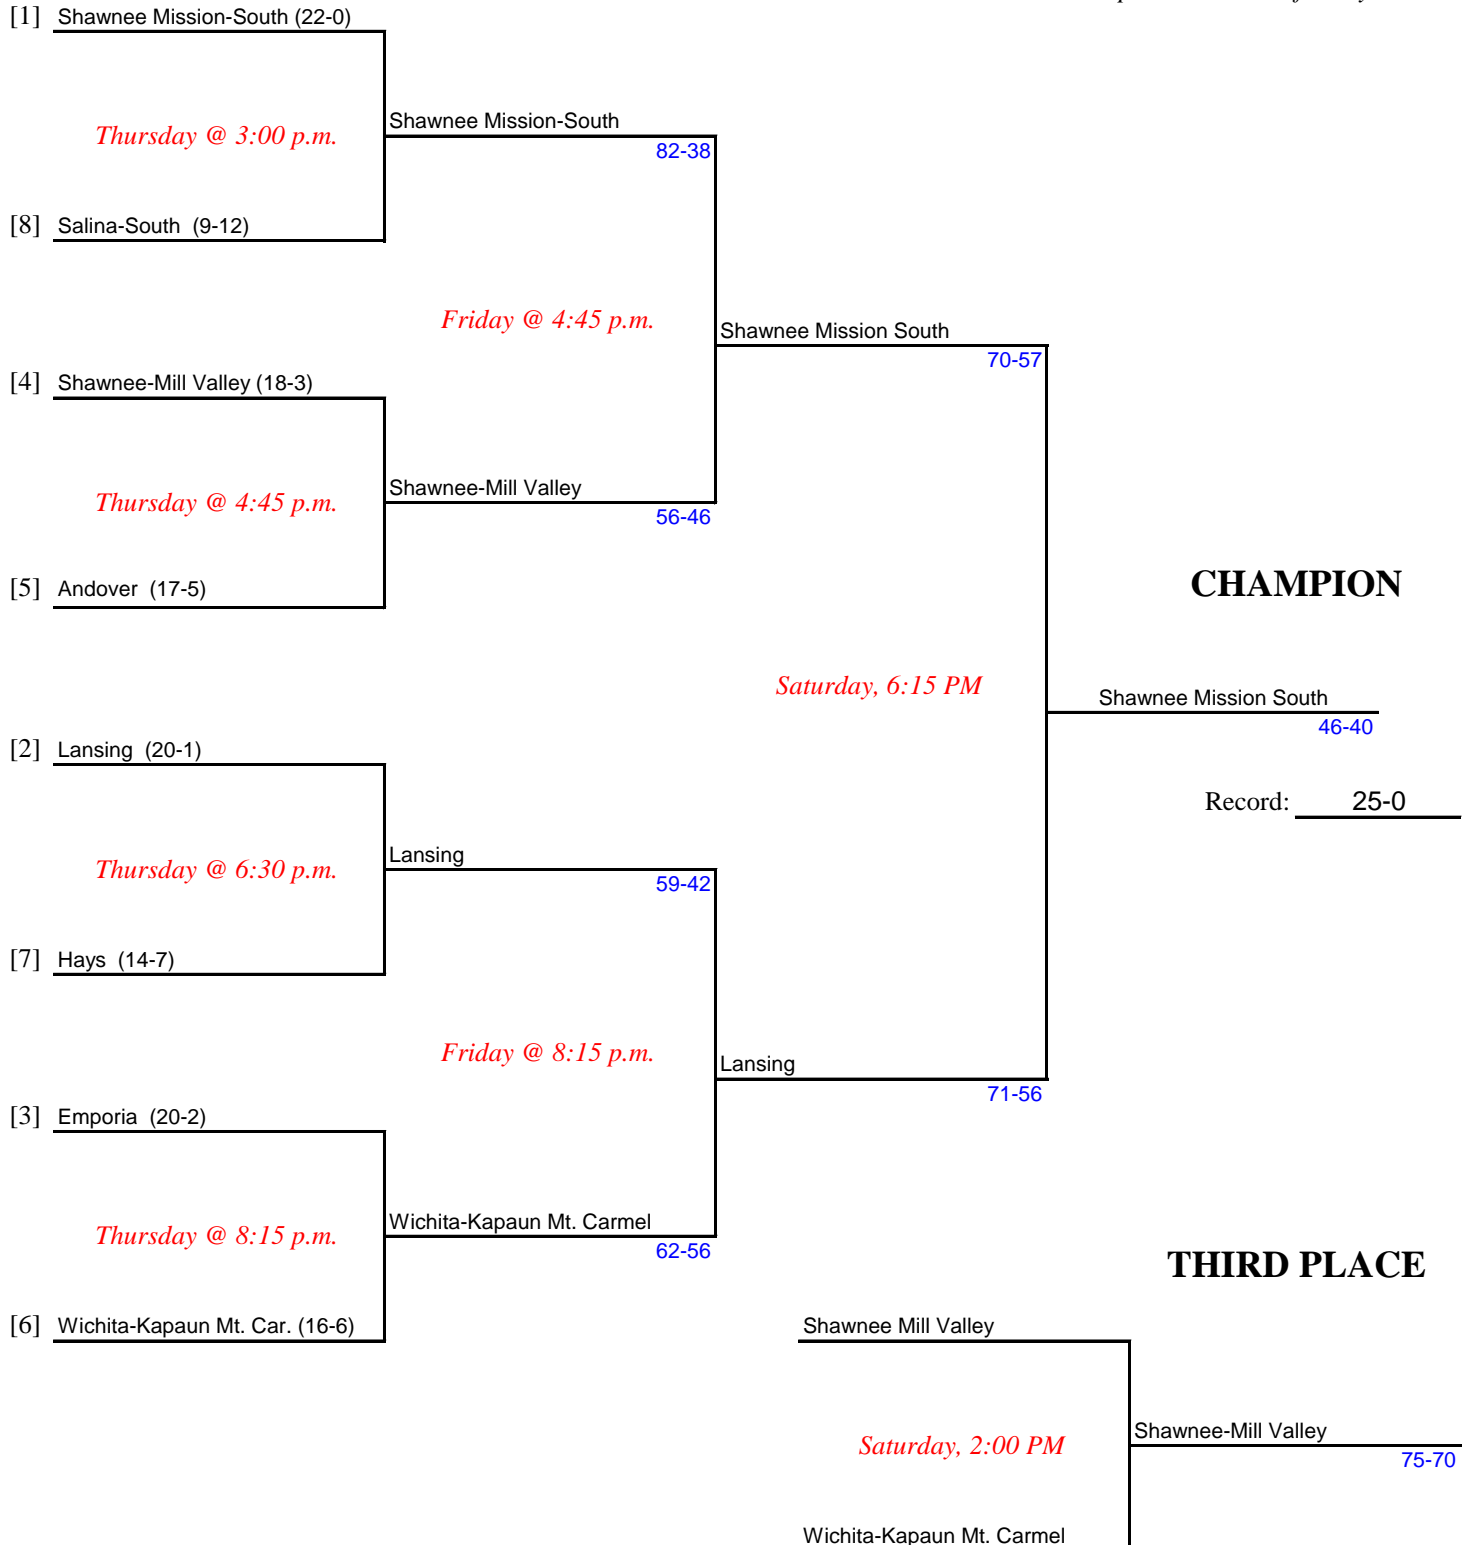 [1] Shawnee Mission-South (22-0)
Thursday @ 3:00 p.m.
Shawnee Mission-South
82-38
[8] Salina-South (9-12)
Friday @ 4:45 p.m.
Shawnee Mission South
70-57
[4] Shawnee-Mill Valley (18-3)
Thursday @ 4:45 p.m.
Shawnee-Mill Valley
56-46
[5] Andover (17-5)
CHAMPION
Saturday, 6:15 PM
Shawnee Mission South
46-40
[2] Lansing (20-1)
Record: 25-0
Thursday @ 6:30 p.m.
Lansing
59-42
[7] Hays (14-7)
Friday @ 8:15 p.m.
Lansing
71-56
[3] Emporia (20-2)
Thursday @ 8:15 p.m.
Wichita-Kapaun Mt. Carmel
62-56
THIRD PLACE
[6] Wichita-Kapaun Mt. Car. (16-6)
Shawnee Mill Valley
Saturday, 2:00 PM
Shawnee-Mill Valley
75-70
Wichita-Kapaun Mt. Carmel